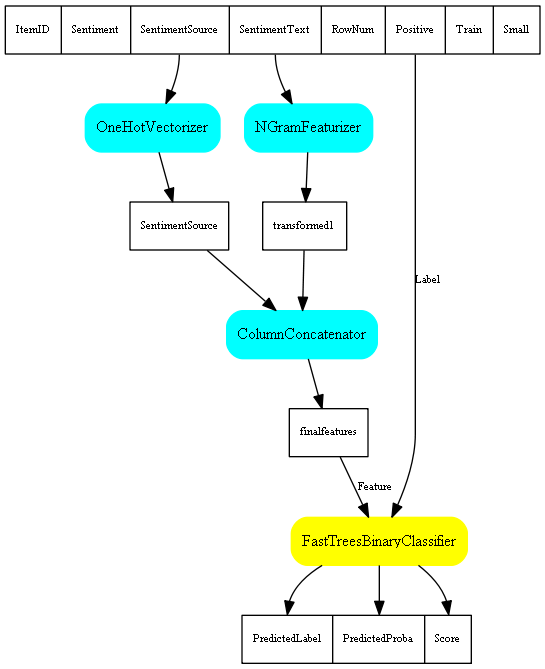 ItemID Sentiment SentimentSource SentimentText RowNum Positive Train Small
OneHotVectorizer NGramFeaturizer
SentimentSource transformed1
Label
ColumnConcatenator
finalfeatures
Feature
FastTreesBinaryClassifier
PredictedLabel PredictedProba Score